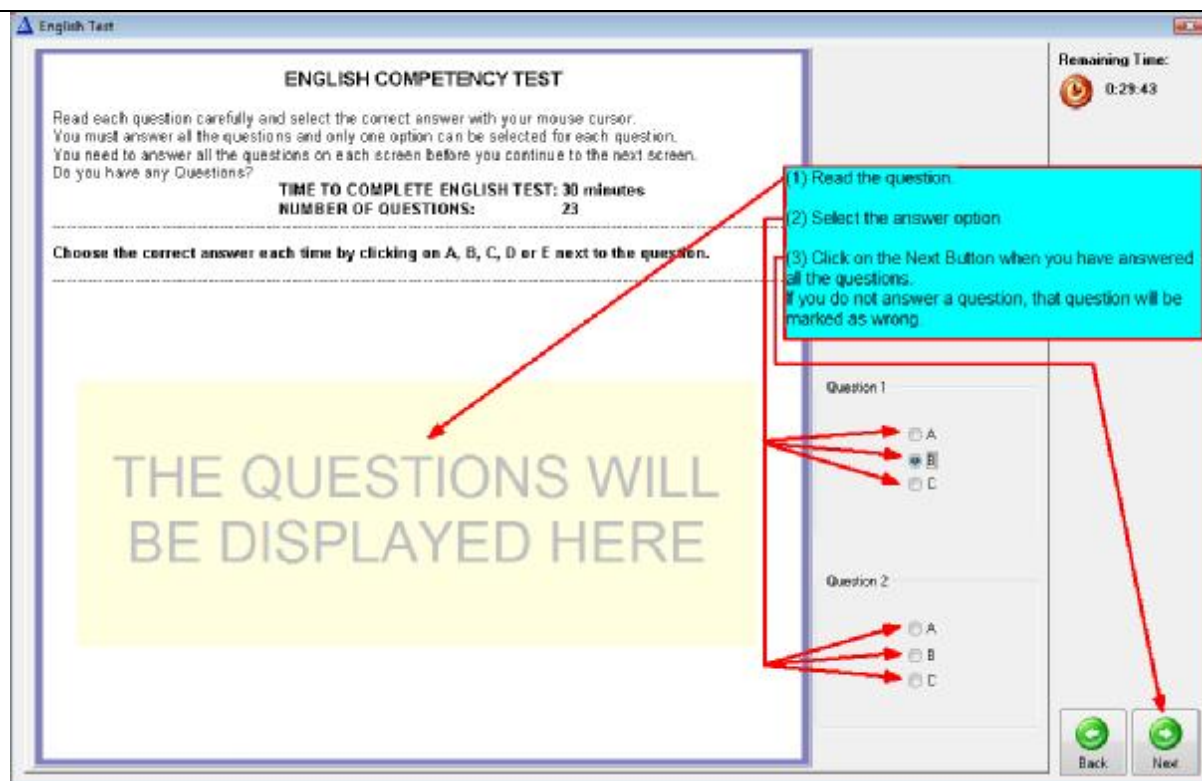 English Test
ENGLISH COMPETENCY TEST
Read each question carefully and select the correct answer with your mouse cursor.
You must answer all the questions and only one option can be selected for each question.
You need to answer all the questions on each screen before you continue to the next screen.
Do you have any Questions?
TIME TO COMPLETE ENGLISH TEST: 30 minutes
NUMBER OF QUESTIONS: 23
Choose the correct answer each time by clicking on A, B, C, D or E next to the question.
THE QUESTIONS WILL
BE DISPLAYED HERE
Remaining Time:
0:29:43
(1) Read the question.
(2) Select the answer option
(3) Click on the Next Button when you have answered
all the questions.
If you do not answer a question, that question will be
marked as wrong.
Question 1
A
B
C
Question 2
A
B
C
Back
Next